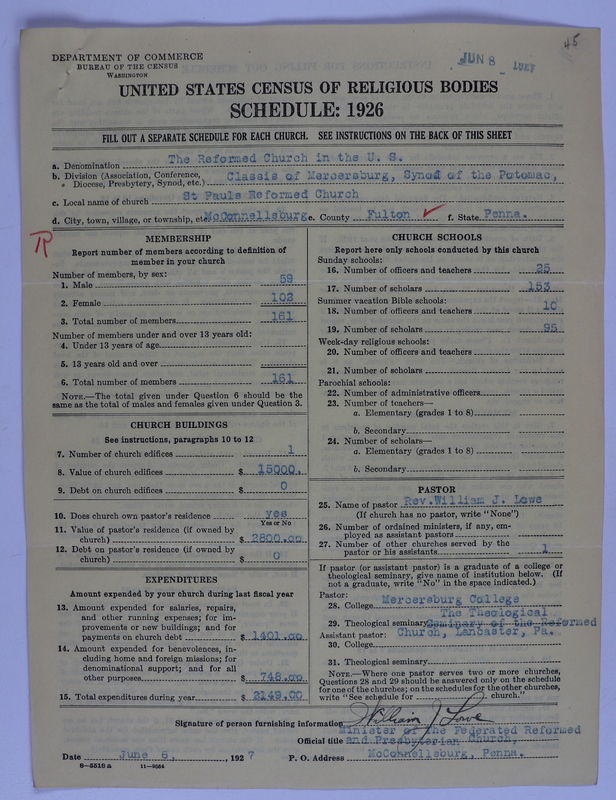 45
DEPARTMENT OF COMMERCE
BUREAU OF THE CENSUS
WASHINGTON
JUN 8 1927
UNITED STATES CENSUS OF RELIGIOUS BODIES
SCHEDULE: 1926
FILL OUT A SEPARATE SCHEDULE FOR EACH CHURCH. SEE INSTRUCTIONS ON THE BACK OF THIS SHEET
a. Denomination The Reformed Church in the U. S.
b. Division (Association, Conference, Diocese, Presbytery, Synod, etc.) Classis of Mercersburg, Synod of the Potomac,
c. Local name of church St Pauls Reformed Church
d. City, town, village, or township, etc. McConnellsburg e. County Fulton ✓ f. State Penna.
MEMBERSHIP
Report number of members according to definition of
member in your church
Number of members, by sex:
1. Male 59
2. Female 102
3. Total number of members 161
Number of members under and over 13 years old:
4. Under 13 years of age
5. 13 years old and over
6. Total number of members 161
NOTE.—The total given under Question 6 should be the
same as the total of males and females given under Question 3.
CHURCH BUILDINGS
See instructions, paragraphs 10 to 12
7. Number of church edifices 1
8. Value of church edifices $ 15000.
9. Debt on church edifices $ 0
10. Does church own pastor's residence yes
Yes or No
11. Value of pastor's residence (if owned by
church) $ 2800.00
12. Debt on pastor's residence (if owned by
church) $ 0
EXPENDITURES
Amount expended by your church during last fiscal year
13. Amount expended for salaries, repairs,
and other running expenses; for im-
provements or new buildings; and for
payments on church debt $ 1401.00
14. Amount expended for benevolences, in-
cluding home and foreign missions; for
denominational support; and for all
other purposes $ 748.00
15. Total expenditures during year $ 2149.00
CHURCH SCHOOLS
Report here only schools conducted by this church
Sunday schools:
16. Number of officers and teachers 25
17. Number of scholars 153
Summer vacation Bible schools:
18. Number of officers and teachers 10
19. Number of scholars 95
Week-day religious schools:
20. Number of officers and teachers
21. Number of scholars
Parochial schools:
22. Number of administrative officers
23. Number of teachers—
a. Elementary (grades 1 to 8)
b. Secondary
24. Number of scholars—
a. Elementary (grades 1 to 8)
b. Secondary
PASTOR
25. Name of pastor Rev. William J. Lowe
(If church has no pastor, write "None")
26. Number of ordained ministers, if any, em-
ployed as assistant pastors
27. Number of other churches served by the
pastor or his assistants 1
If pastor (or assistant pastor) is a graduate of a college or
theological seminary, give name of institution below. (If
not a graduate, write "No" in the space indicated.)
Pastor:
28. College Mercersburg College
The Theological
29. Theological seminary Seminary of the Reformed
Assistant pastor: Church, Lancaster, Pa.
30. College
31. Theological seminary
NOTE.—Where one pastor serves two or more churches,
Questions 28 and 29 should be answered only on the schedule
for one of the churches; on the schedules for the other churches,
write "See schedule for church."
Signature of person furnishing information William J. Lowe
Minister of the Federated Reformed
Official title and Presbyterian Church,
Date June 6, 1927 P. O. Address McConnellsburg, Penna.
8—5518 a 11—9054